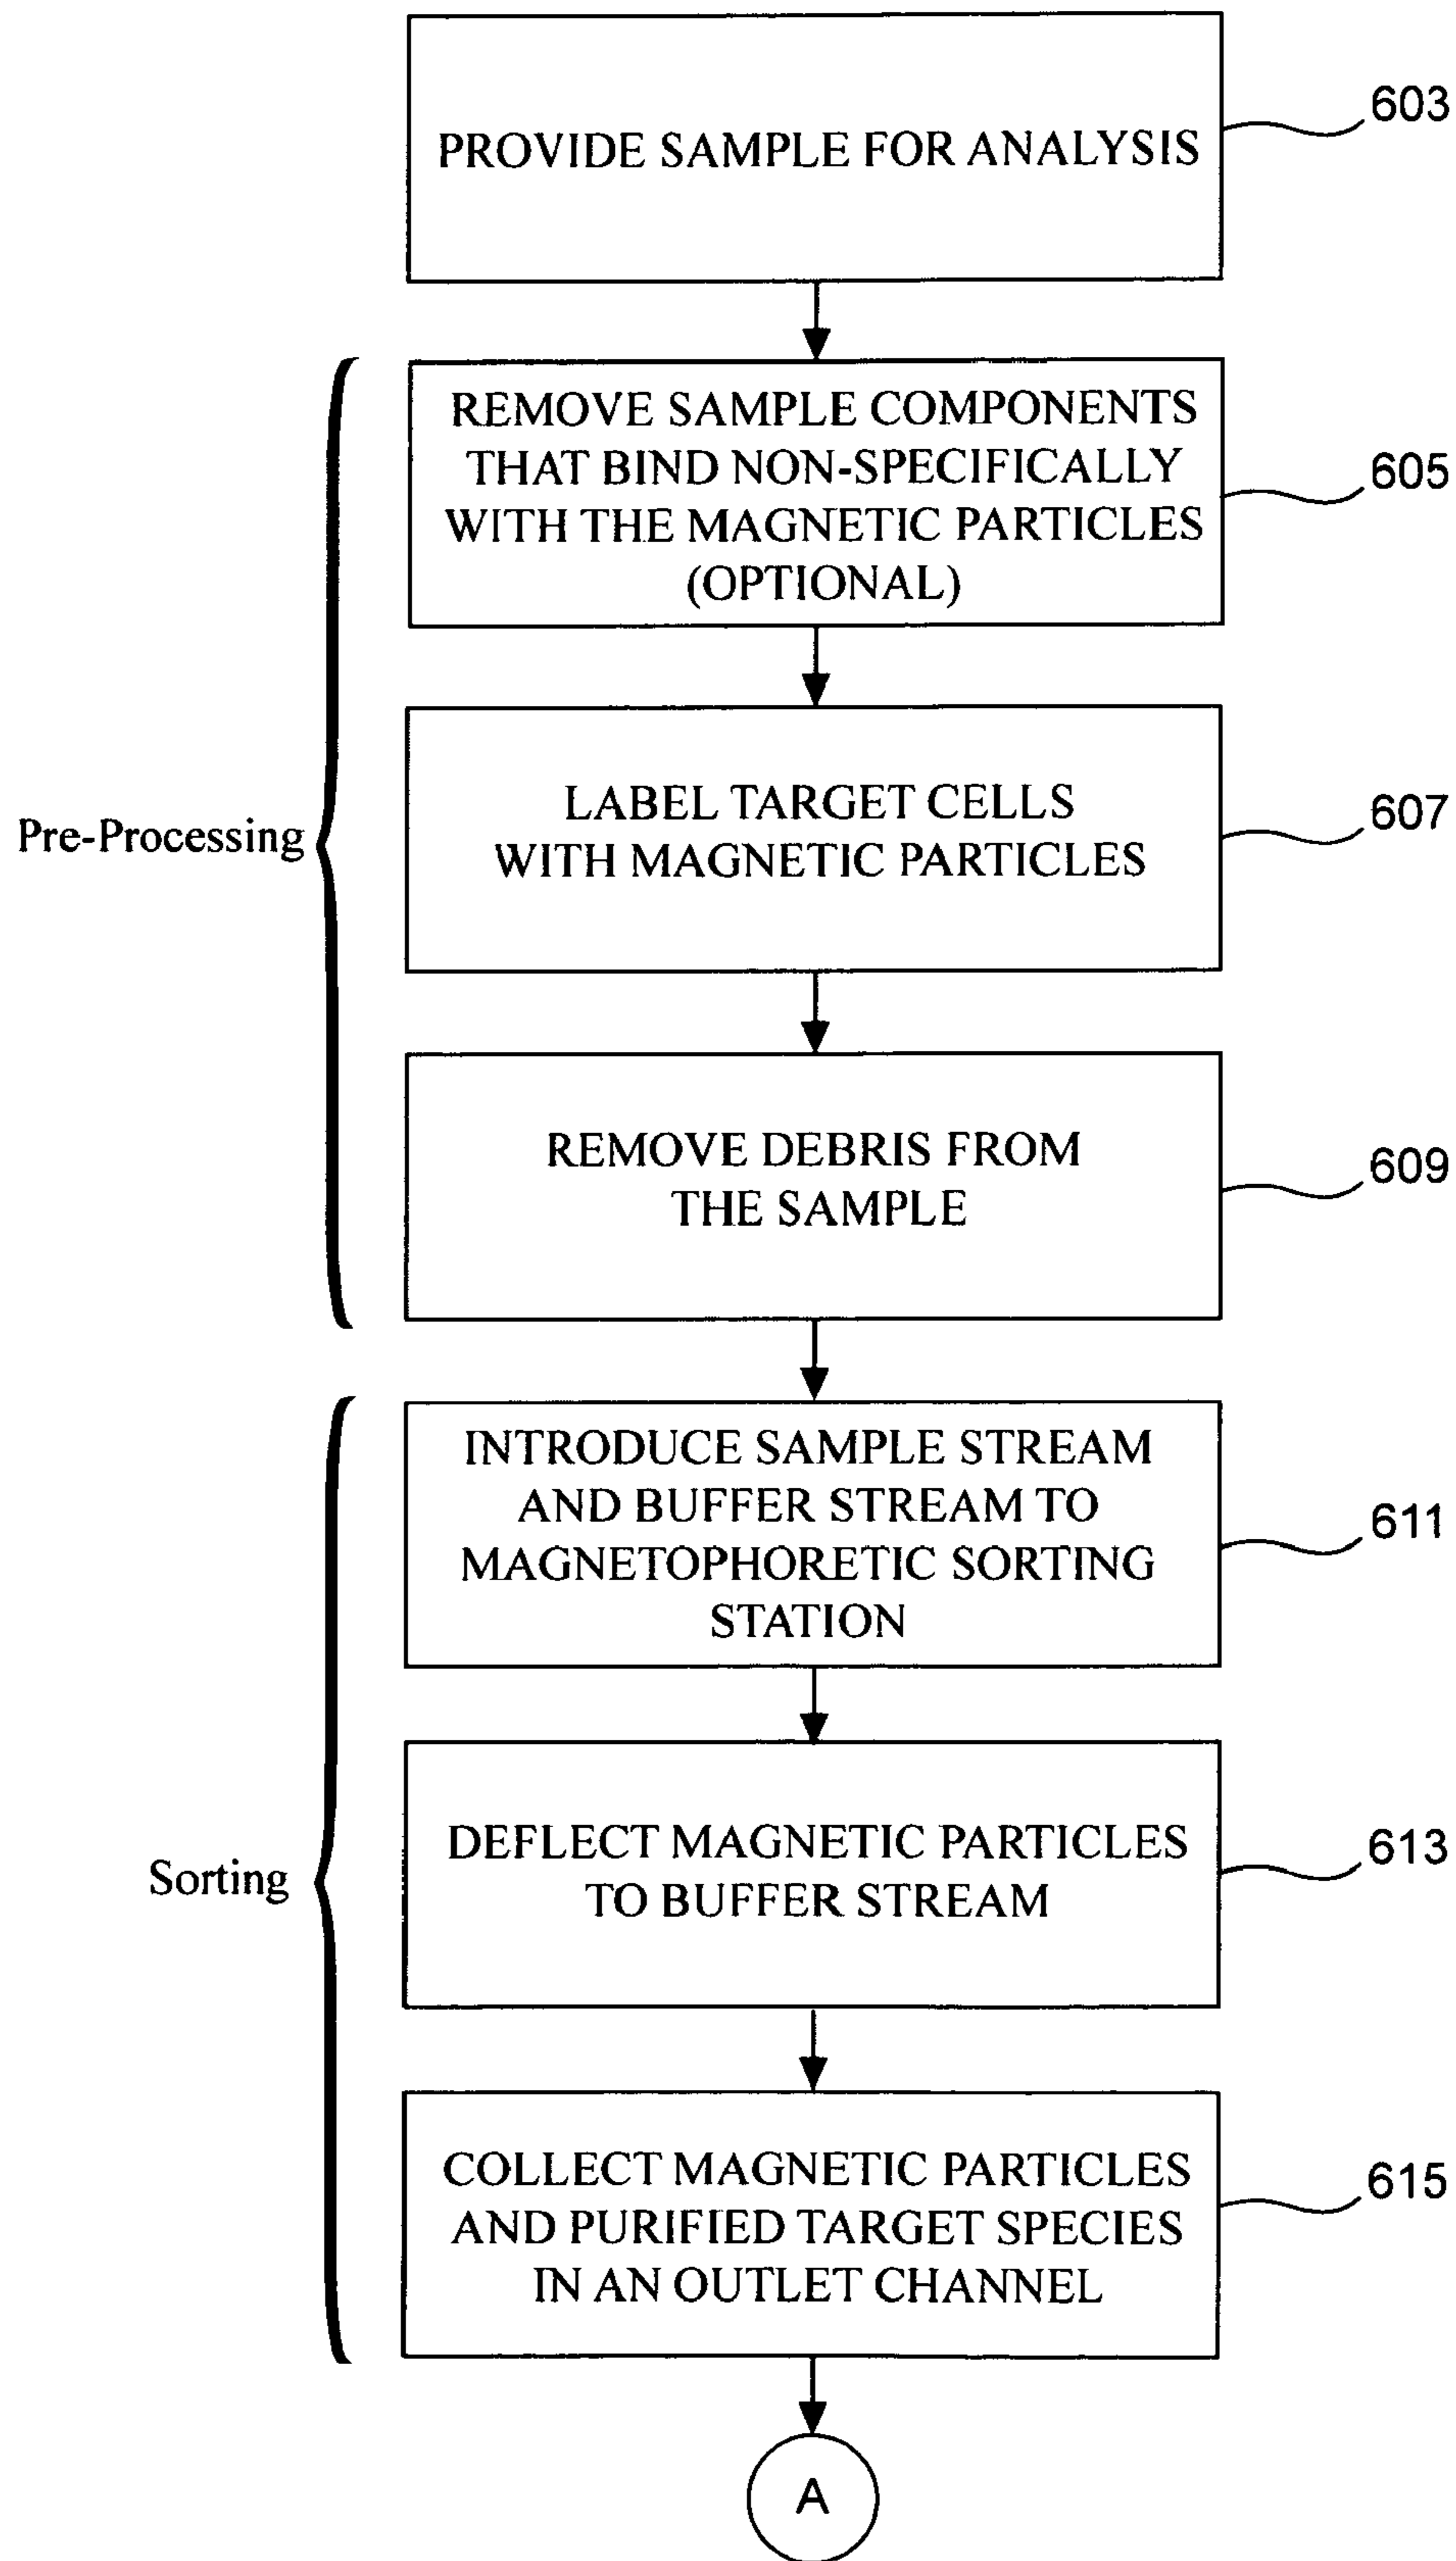 PROVIDE SAMPLE FOR ANALYSIS
603
REMOVE SAMPLE COMPONENTS
THAT BIND NON-SPECIFICALLY
WITH THE MAGNETIC PARTICLES
(OPTIONAL)
605
Pre-Processing
LABEL TARGET CELLS
WITH MAGNETIC PARTICLES
607
REMOVE DEBRIS FROM
THE SAMPLE
609
INTRODUCE SAMPLE STREAM
AND BUFFER STREAM TO
MAGNETOPHORETIC SORTING
STATION
611
Sorting
DEFLECT MAGNETIC PARTICLES
TO BUFFER STREAM
613
COLLECT MAGNETIC PARTICLES
AND PURIFIED TARGET SPECIES
IN AN OUTLET CHANNEL
615
A